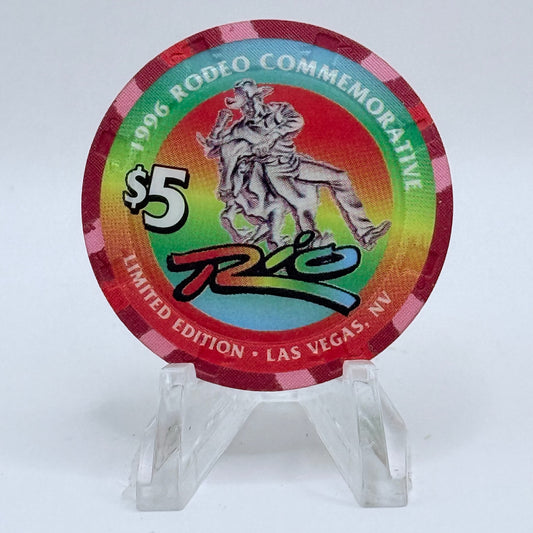 1996 RODEO COMMEMORATIVE
$5
Rio
LIMITED EDITION • LAS VEGAS, NV